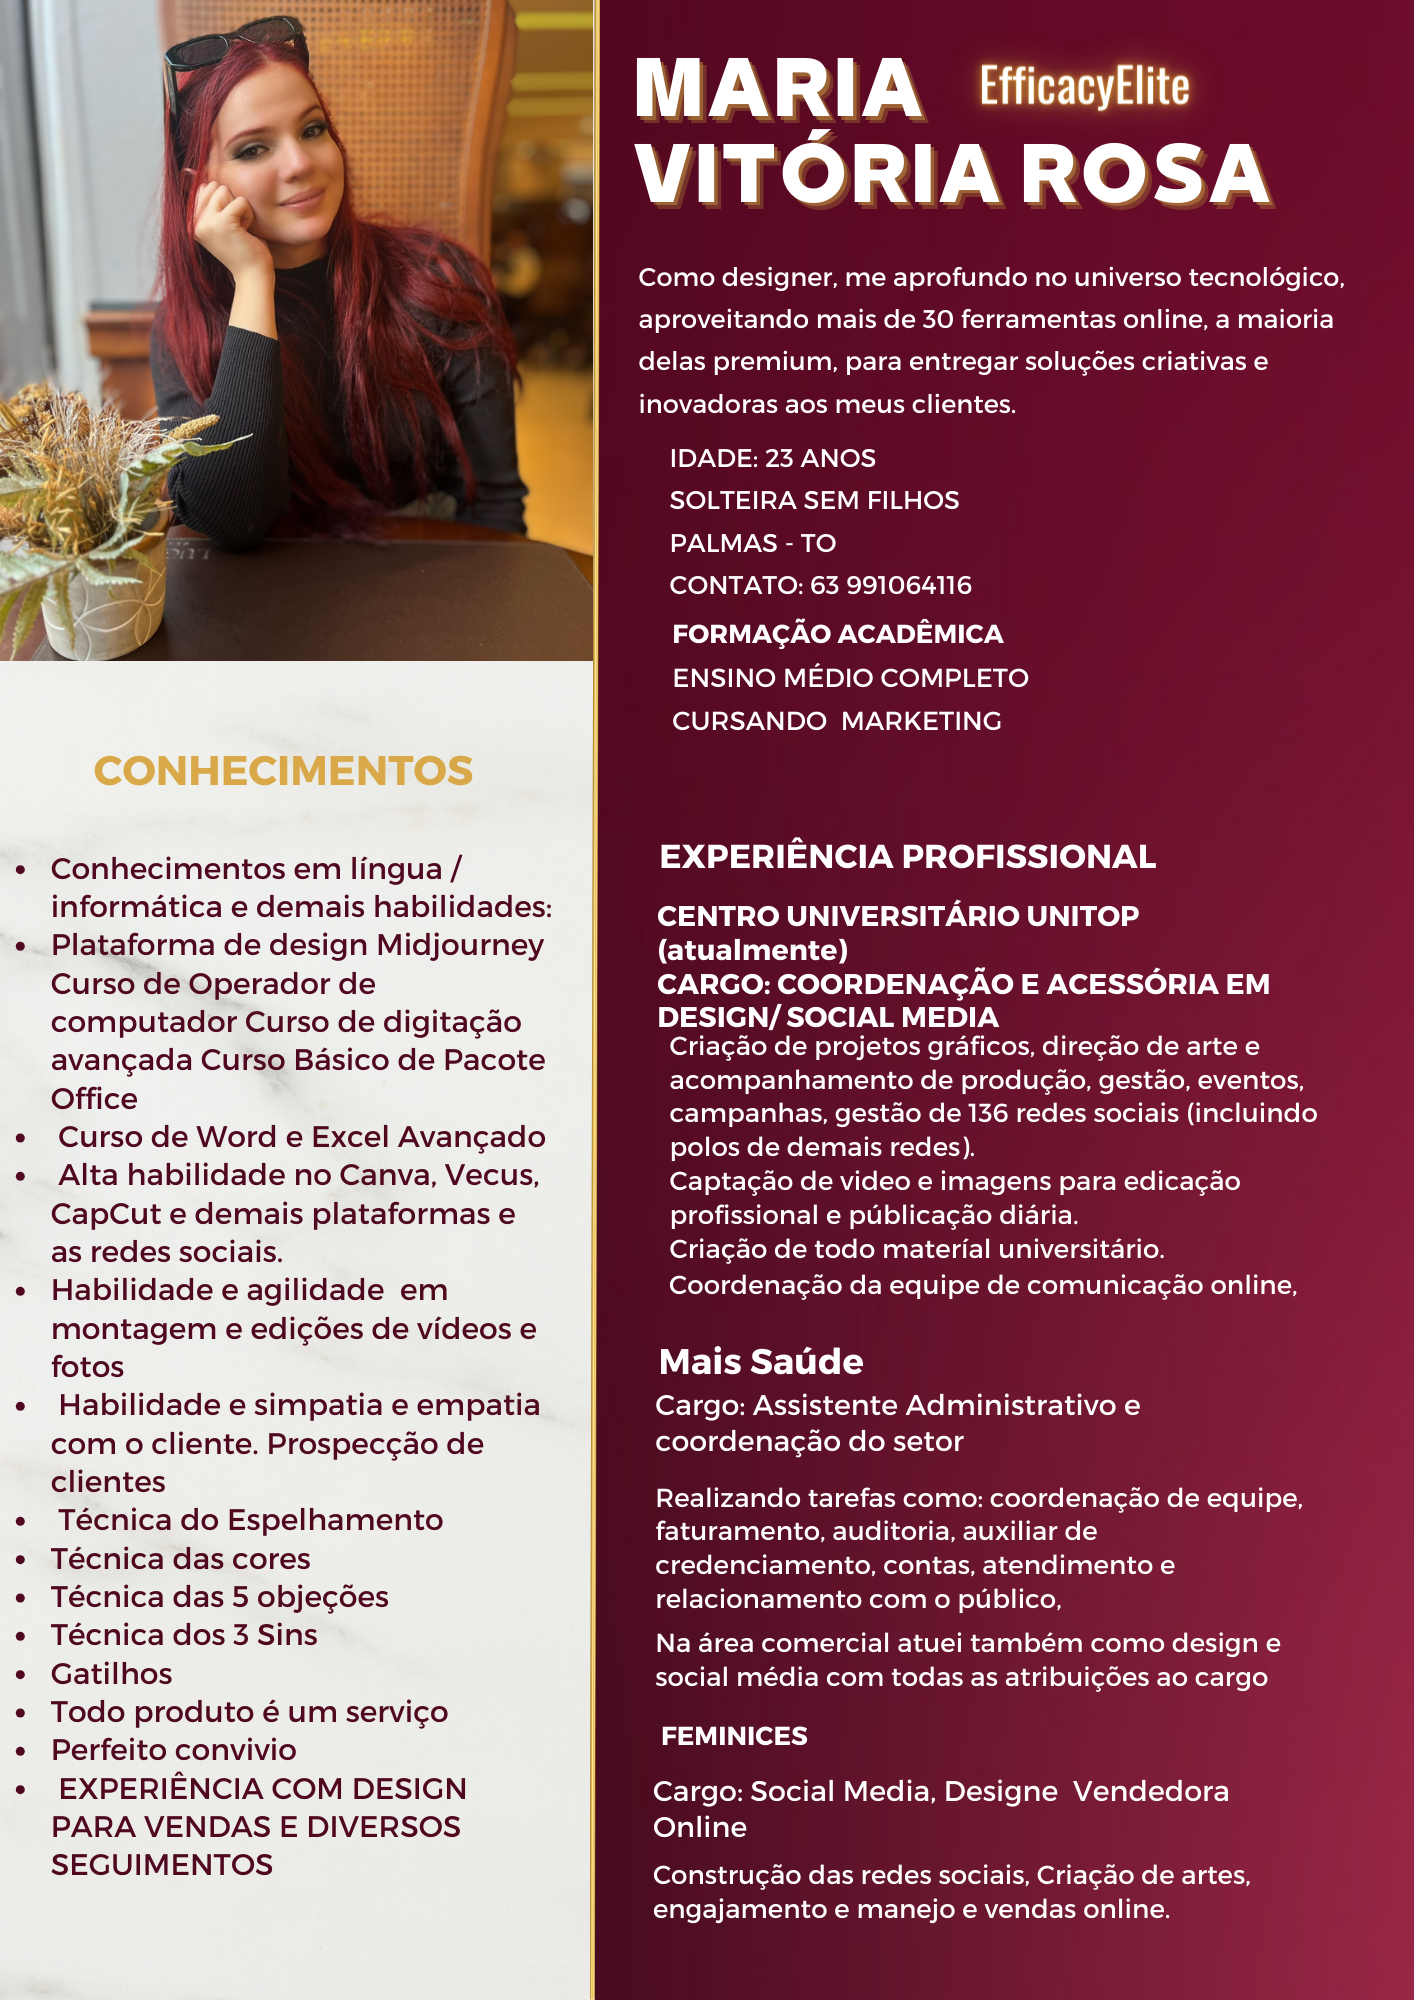 MARIA
EfficacyElite
VITÓRIA ROSA
Como designer, me aprofundo no universo tecnológico,
aproveitando mais de 30 ferramentas online, a maioria
delas premium, para entregar soluções criativas e
inovadoras aos meus clientes.
IDADE: 23 ANOS
SOLTEIRA SEM FILHOS
PALMAS - TO
CONTATO: 63 991064116
FORMAÇÃO ACADÊMICA
ENSINO MÉDIO COMPLETO
CURSANDO  MARKETING
CONHECIMENTOS
• Conhecimentos em língua /
informática e demais habilidades:
• Plataforma de design Midjourney
Curso de Operador de
computador Curso de digitação
avançada Curso Básico de Pacote
Office
• Curso de Word e Excel Avançado
• Alta habilidade no Canva, Vecus,
CapCut e demais plataformas e
as redes sociais.
• Habilidade e agilidade  em
montagem e edições de vídeos e
fotos
• Habilidade e simpatia e empatia
com o cliente. Prospecção de
clientes
• Técnica do Espelhamento
• Técnica das cores
• Técnica das 5 objeções
• Técnica dos 3 Sins
• Gatilhos
• Todo produto é um serviço
• Perfeito convivio
• EXPERIÊNCIA COM DESIGN
PARA VENDAS E DIVERSOS
SEGUIMENTOS
EXPERIÊNCIA PROFISSIONAL
CENTRO UNIVERSITÁRIO UNITOP
(atualmente)
CARGO: COORDENAÇÃO E ACESSÓRIA EM
DESIGN/ SOCIAL MEDIA
Criação de projetos gráficos, direção de arte e
acompanhamento de produção, gestão, eventos,
campanhas, gestão de 136 redes sociais (incluindo
polos de demais redes).
Captação de video e imagens para edicação
profissional e públicação diária.
Criação de todo materíal universitário.
Coordenação da equipe de comunicação online,
Mais Saúde
Cargo: Assistente Administrativo e
coordenação do setor
Realizando tarefas como: coordenação de equipe,
faturamento, auditoria, auxiliar de
credenciamento, contas, atendimento e
relacionamento com o público,
Na área comercial atuei também como design e
social média com todas as atribuições ao cargo
FEMINICES
Cargo: Social Media, Designe  Vendedora
Online
Construção das redes sociais, Criação de artes,
engajamento e manejo e vendas online.